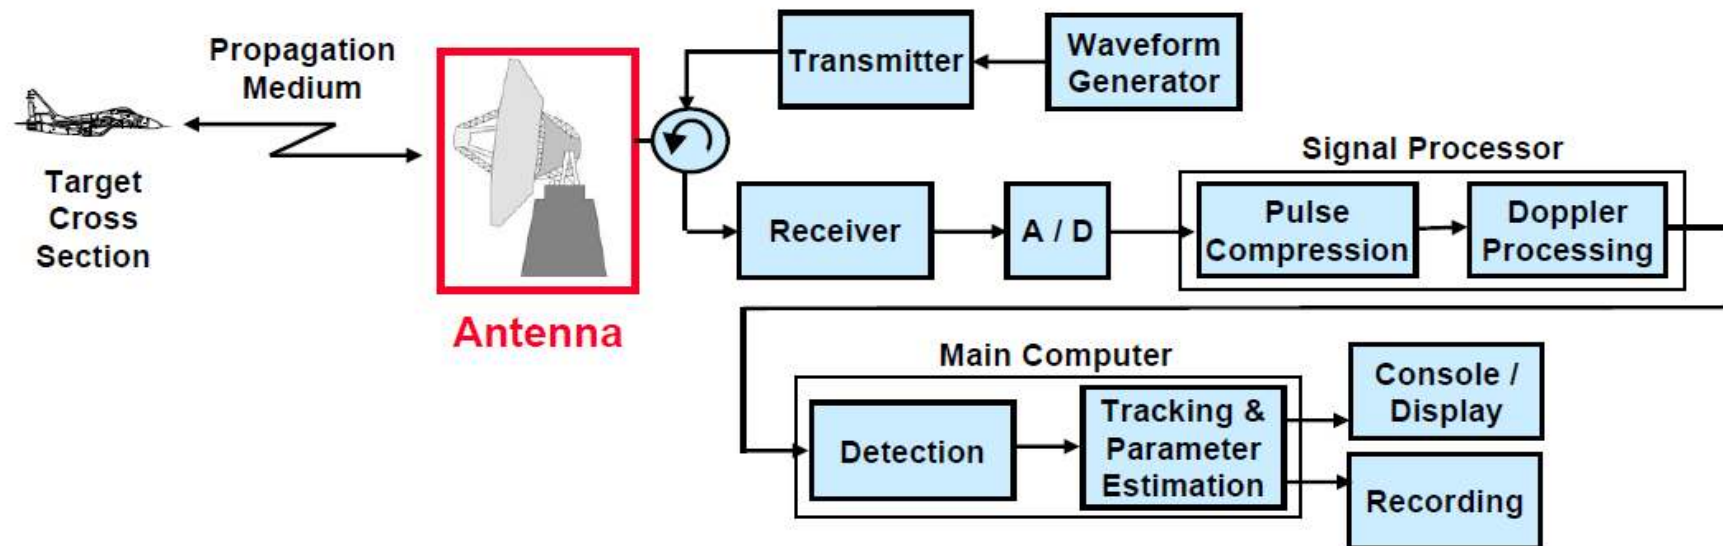 Propagation
Medium
Target
Cross
Section
Antenna
Transmitter
Waveform
Generator
Receiver
A / D
Signal Processor
Pulse
Compression
Doppler
Processing
Main Computer
Detection
Tracking &
Parameter
Estimation
Console /
Display
Recording